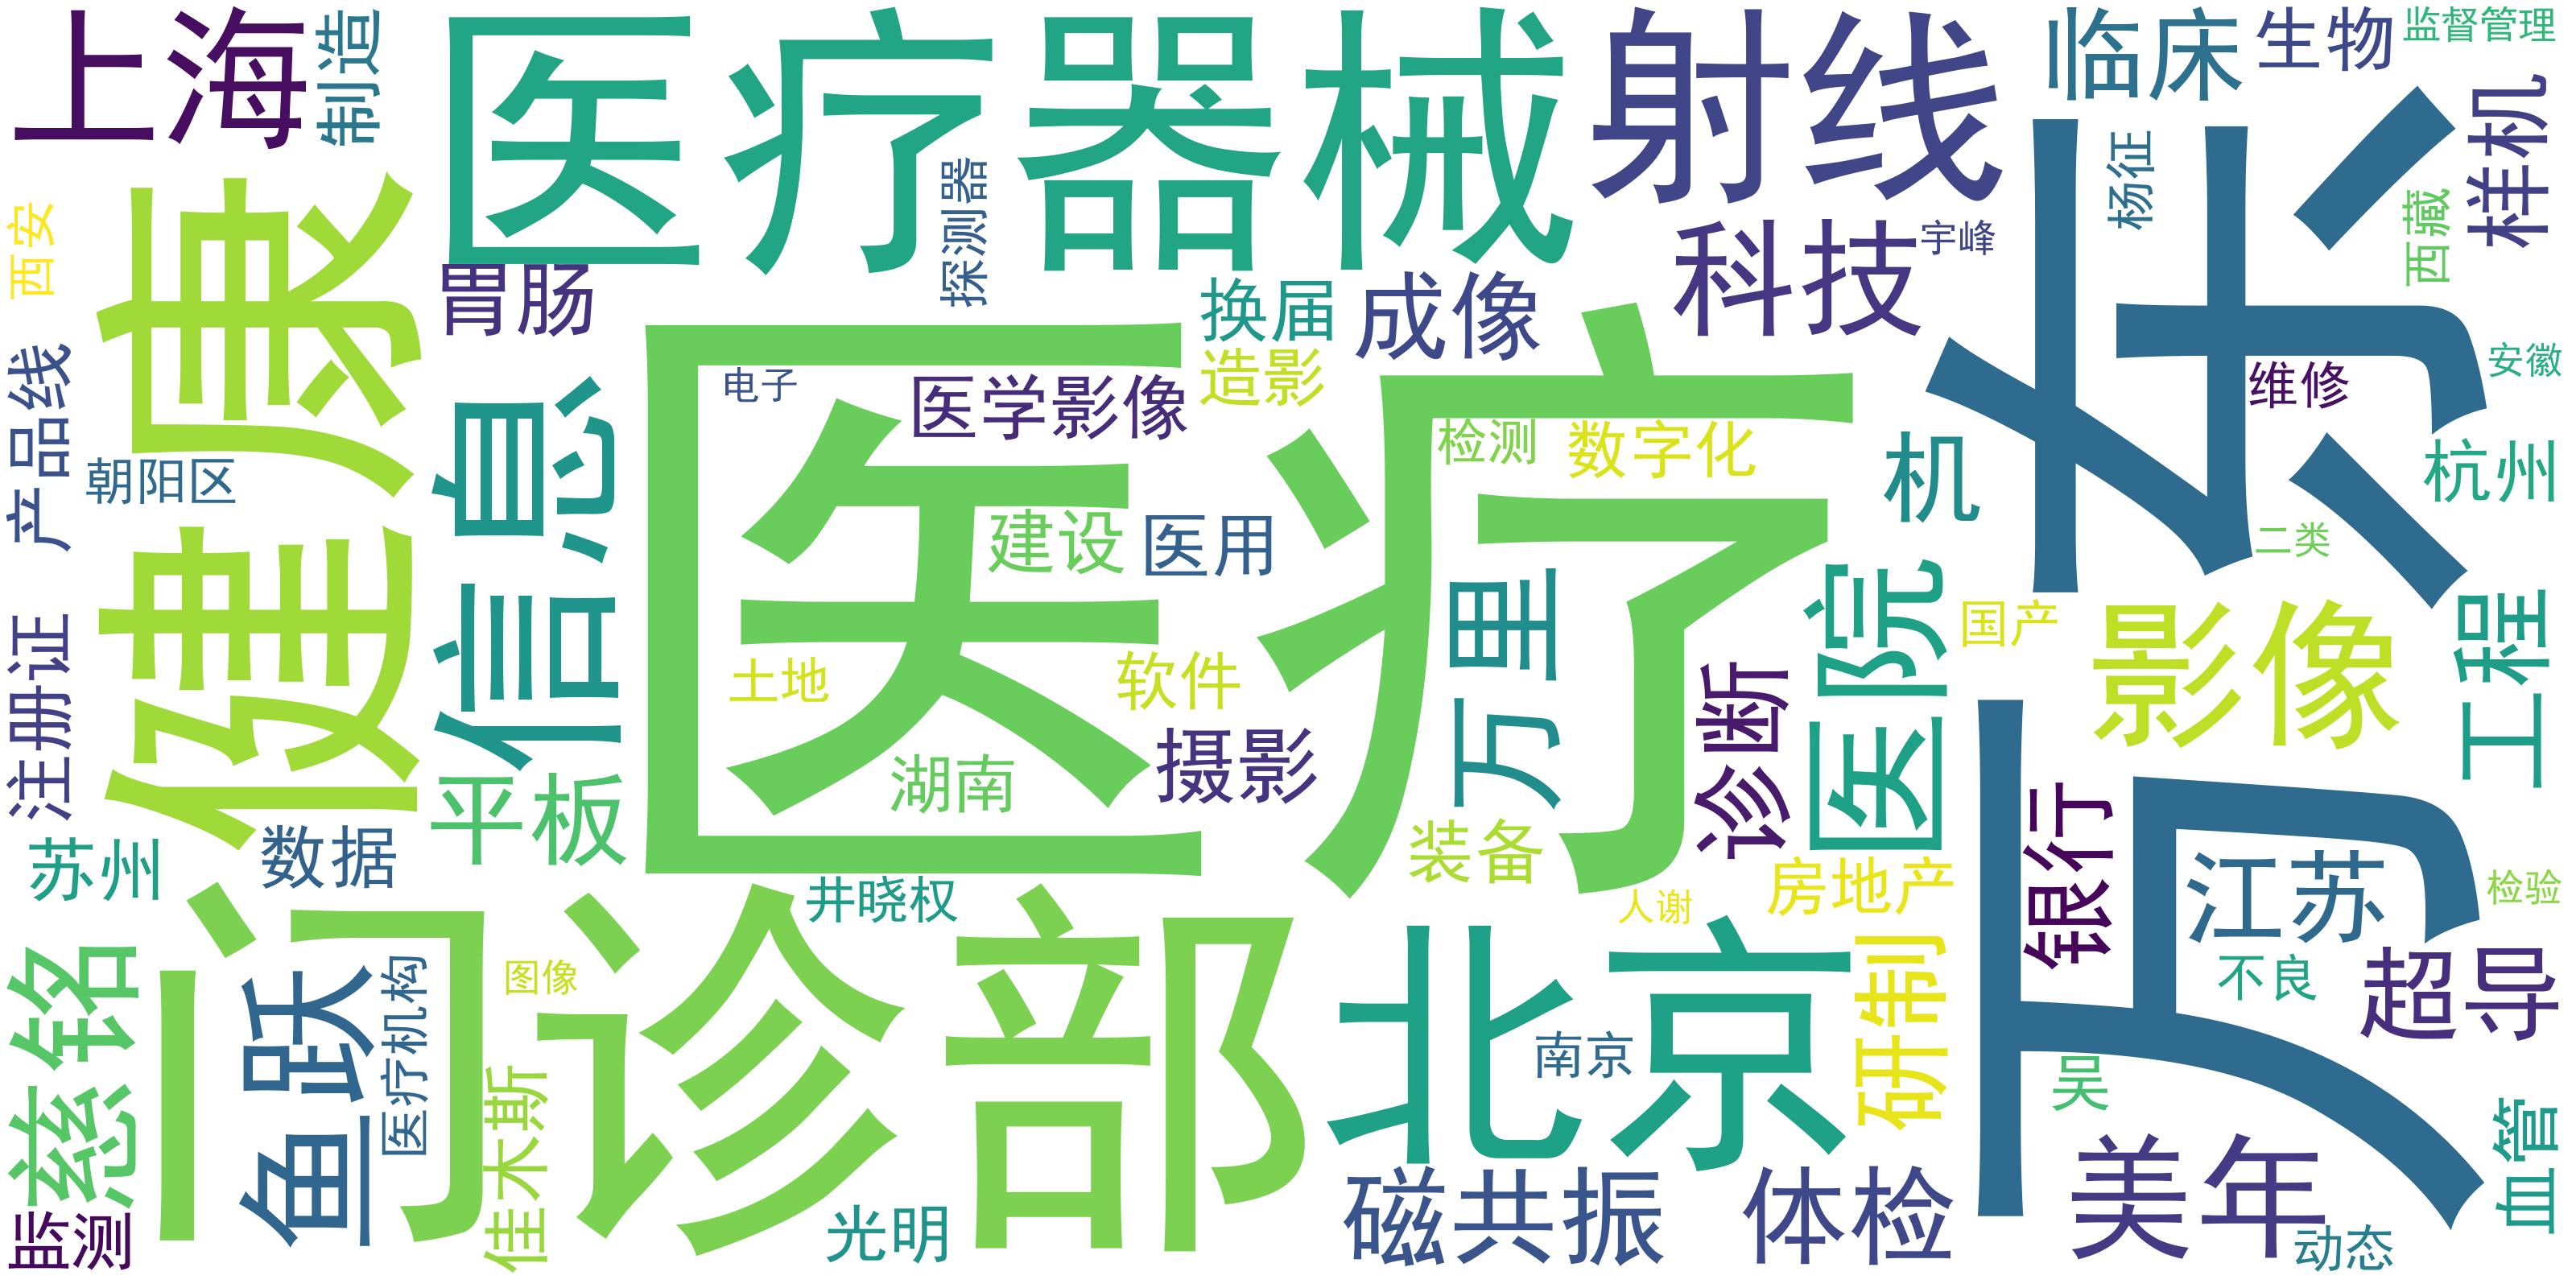 上海
制造
医疗器械
射线
临床
生物
监督管理
样机
杨征
西藏
西安
健康
胃肠
探测器
换届
成像
科技
宇峰
万东
安徽
维修
产品线
朝阳区
信息
医疗
电子
医学影像
造影
检测
数字化
机
杭州
二类
建设
医用
万里
医院
国产
影像
工程
注册证
土地
软件
诊断
湖南
摄影
平板
装备
银行
江苏
苏州
数据
井晓权
人谢
房地产
检验
慈铭
门诊部
鱼跃
医疗机构
图像
北京
南京
研制
不良
超导
吴
佳木斯
监测
光明
磁共振
体检
美年
动态
血管